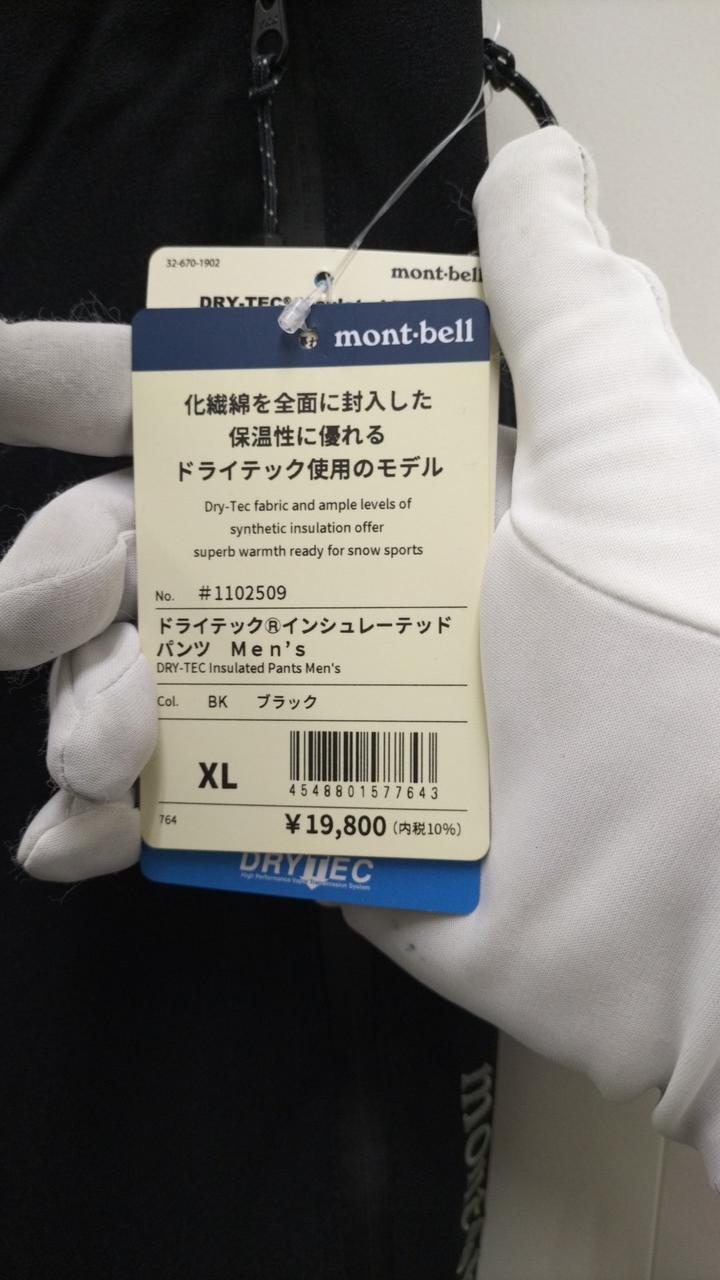 32-670-1902
mont·bell
mont·bell
化繊綿を全面に封入した
保温性に優れる
ドライテック使用のモデル
Dry-Tec fabric and ample levels of
synthetic insulation offer
superb warmth ready for snow sports
No. #1102509
ドライテック®インシュレーテッド
パンツ Men's
DRY-TEC Insulated Pants Men's
Col. BK ブラック
XL
4548801577643
764 ¥19,800 (内税10%)
DRYTEC
High Performance Vapor Transmission System